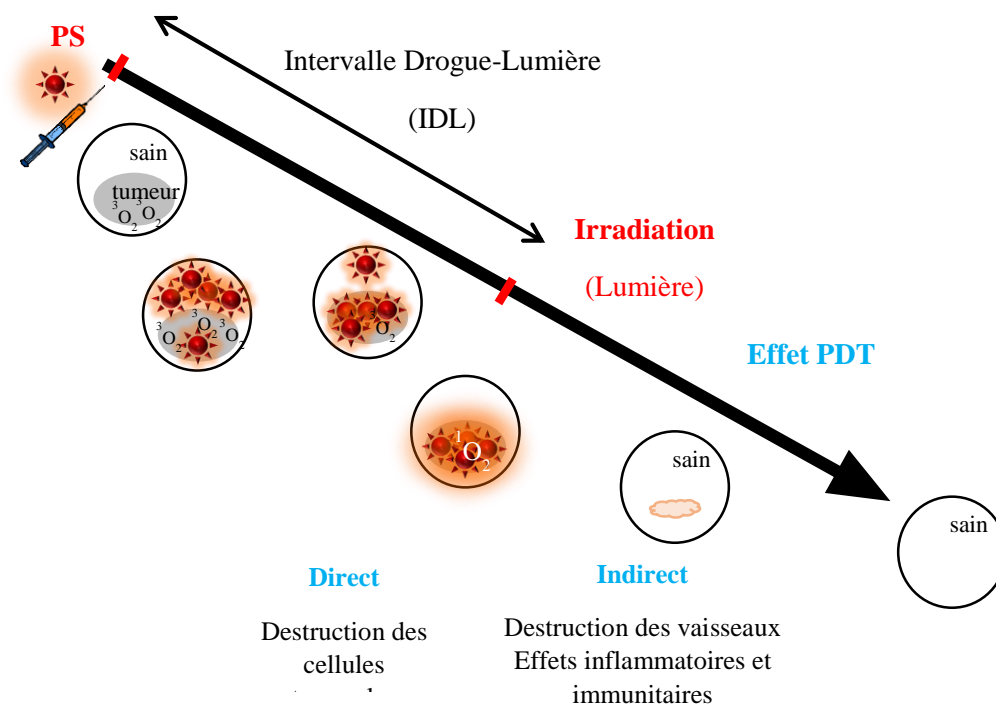 PS
Intervalle Drogue-Lumière
(IDL)
sain
tumeur
³O₂ ³O₂
Irradiation
(Lumière)
³O₂ ³O₂ ³O₂
³O₂
Effet PDT
¹O₂
sain
sain
Direct
Indirect
Destruction des
cellules
Destruction des vaisseaux
Effets inflammatoires et
immunitaires